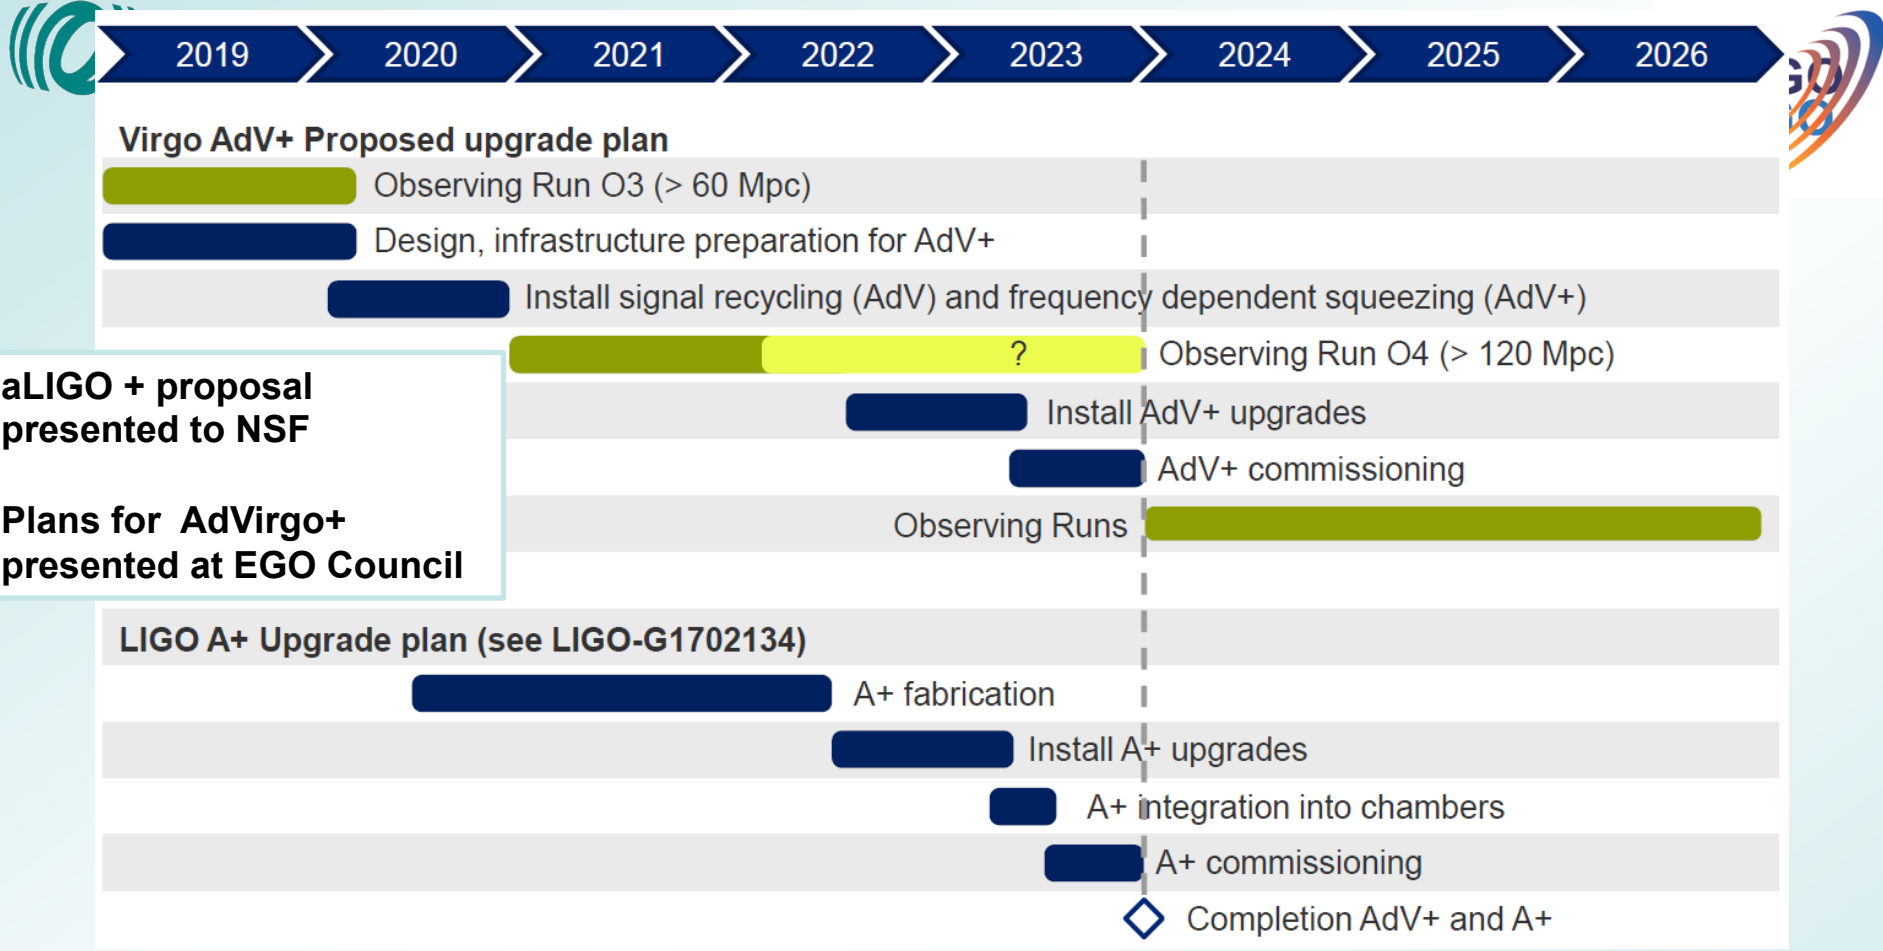 2019 2020 2021 2022 2023 2024 2025 2026
Virgo AdV+ Proposed upgrade plan
Observing Run O3 (> 60 Mpc)
Design, infrastructure preparation for AdV+
Install signal recycling (AdV) and frequency dependent squeezing (AdV+)
? Observing Run O4 (> 120 Mpc)
Install AdV+ upgrades
AdV+ commissioning
Observing Runs
aLIGO + proposal
presented to NSF
Plans for AdVirgo+
presented at EGO Council
LIGO A+ Upgrade plan (see LIGO-G1702134)
A+ fabrication
Install A+ upgrades
A+ integration into chambers
A+ commissioning
Completion AdV+ and A+